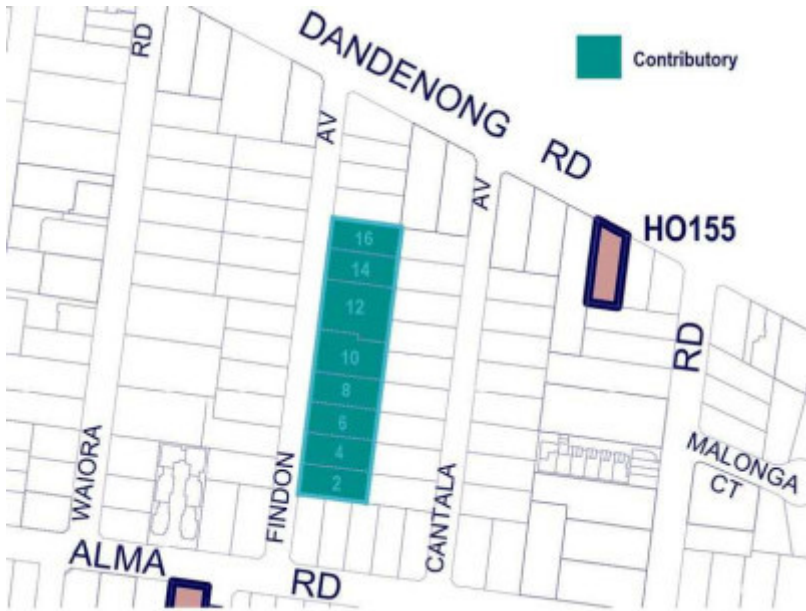 DANDENONG RD
Contributory
RD
AV
AV
HO155
16
14
12
10
8
6
4
2
RD
WAIORA
FINDON
CANTALA
MALONGA
CT
ALMA RD